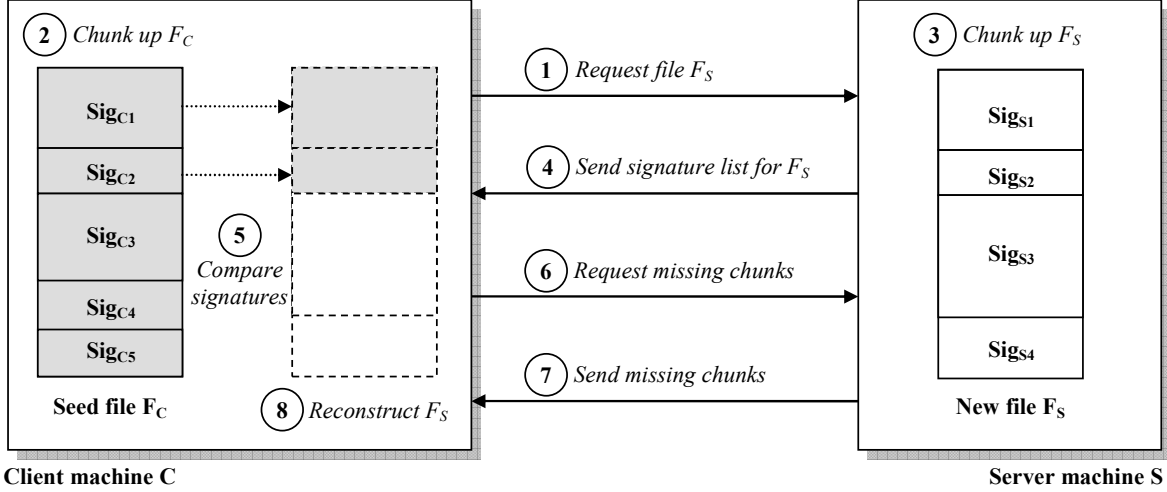 2 Chunk up F_C
Sig_C1
Sig_C2
Sig_C3
Sig_C4
Sig_C5
Seed file F_C
5
Compare
signatures
8 Reconstruct F_S
Client machine C
1 Request file F_S
4 Send signature list for F_S
6 Request missing chunks
7 Send missing chunks
3 Chunk up F_S
Sig_S1
Sig_S2
Sig_S3
Sig_S4
New file F_S
Server machine S